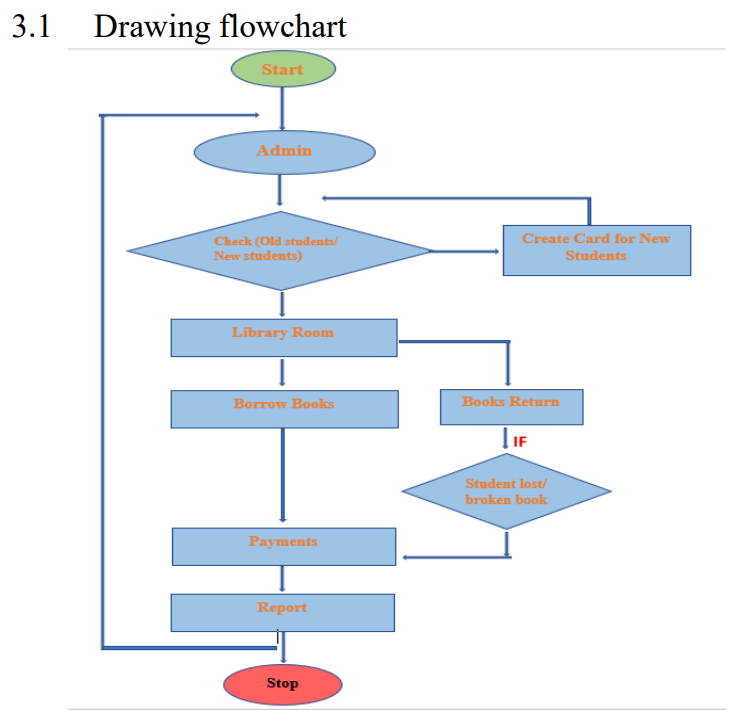 3.1 Drawing flowchart
Start
Admin
Check (Old students/
New students)
Create Card for New
Students
Library Room
Borrow Books
Books Return
IF
Student lost/
broken book
Payments
Report
Stop